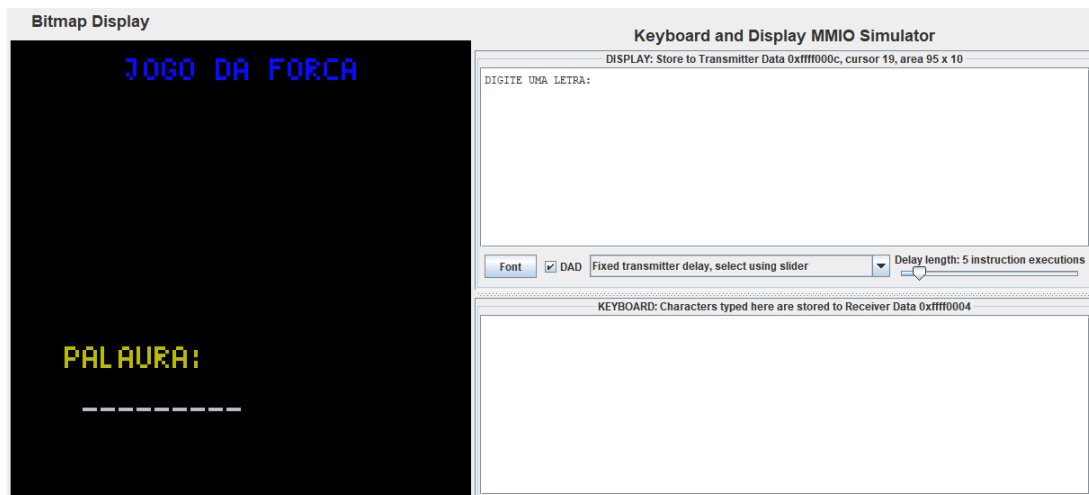 Bitmap Display
JOGO DA FORCA
PALAURA:
_________
Keyboard and Display MMIO Simulator
DISPLAY: Store to Transmitter Data 0xffff000c, cursor 19, area 95 x 10
DIGITE UMA LETRA:
Font
DAD
Fixed transmitter delay, select using slider
Delay length: 5 instruction executions
KEYBOARD: Characters typed here are stored to Receiver Data 0xffff0004